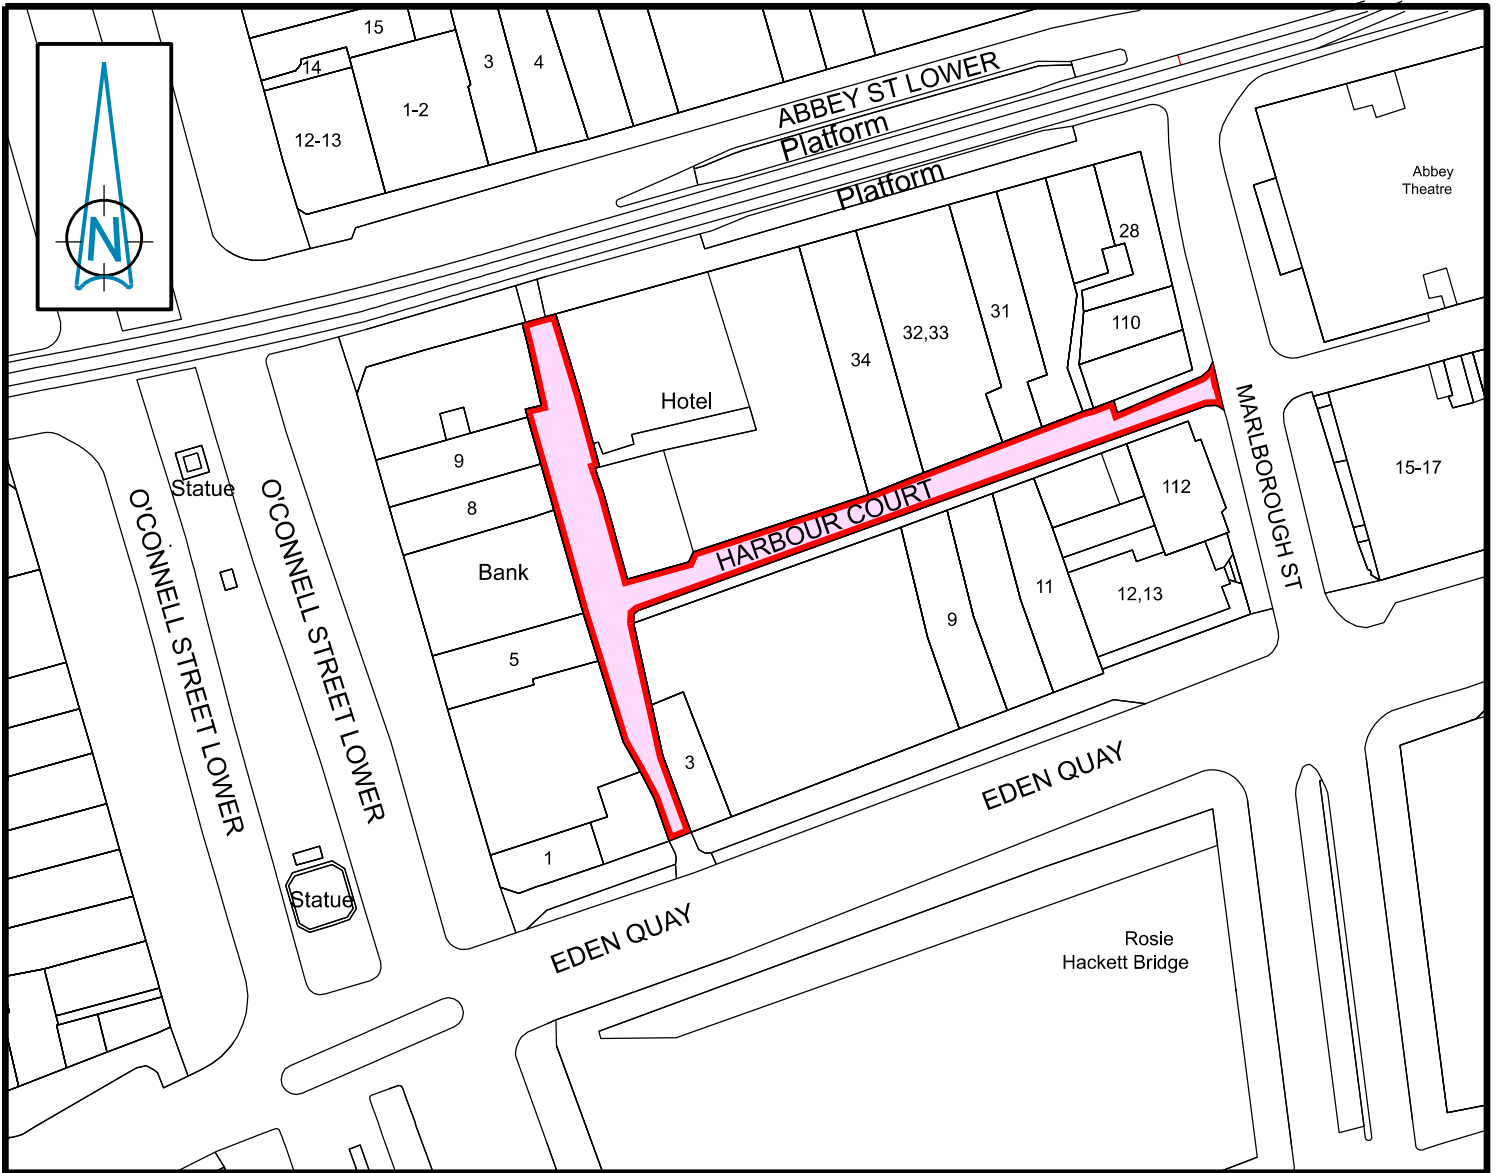 15
14
3
4
1-2
12-13
ABBEY ST LOWER
Platform
Platform
Abbey
Theatre
N
28
31
32,33
110
34
Hotel
9
8
Statue
O'CONNELL STREET LOWER
O'CONNELL STREET LOWER
MARLBOROUGH ST
15-17
112
HARBOUR COURT
Bank
11
12,13
9
5
3
EDEN QUAY
1
Statue
EDEN QUAY
Rosie
Hackett Bridge